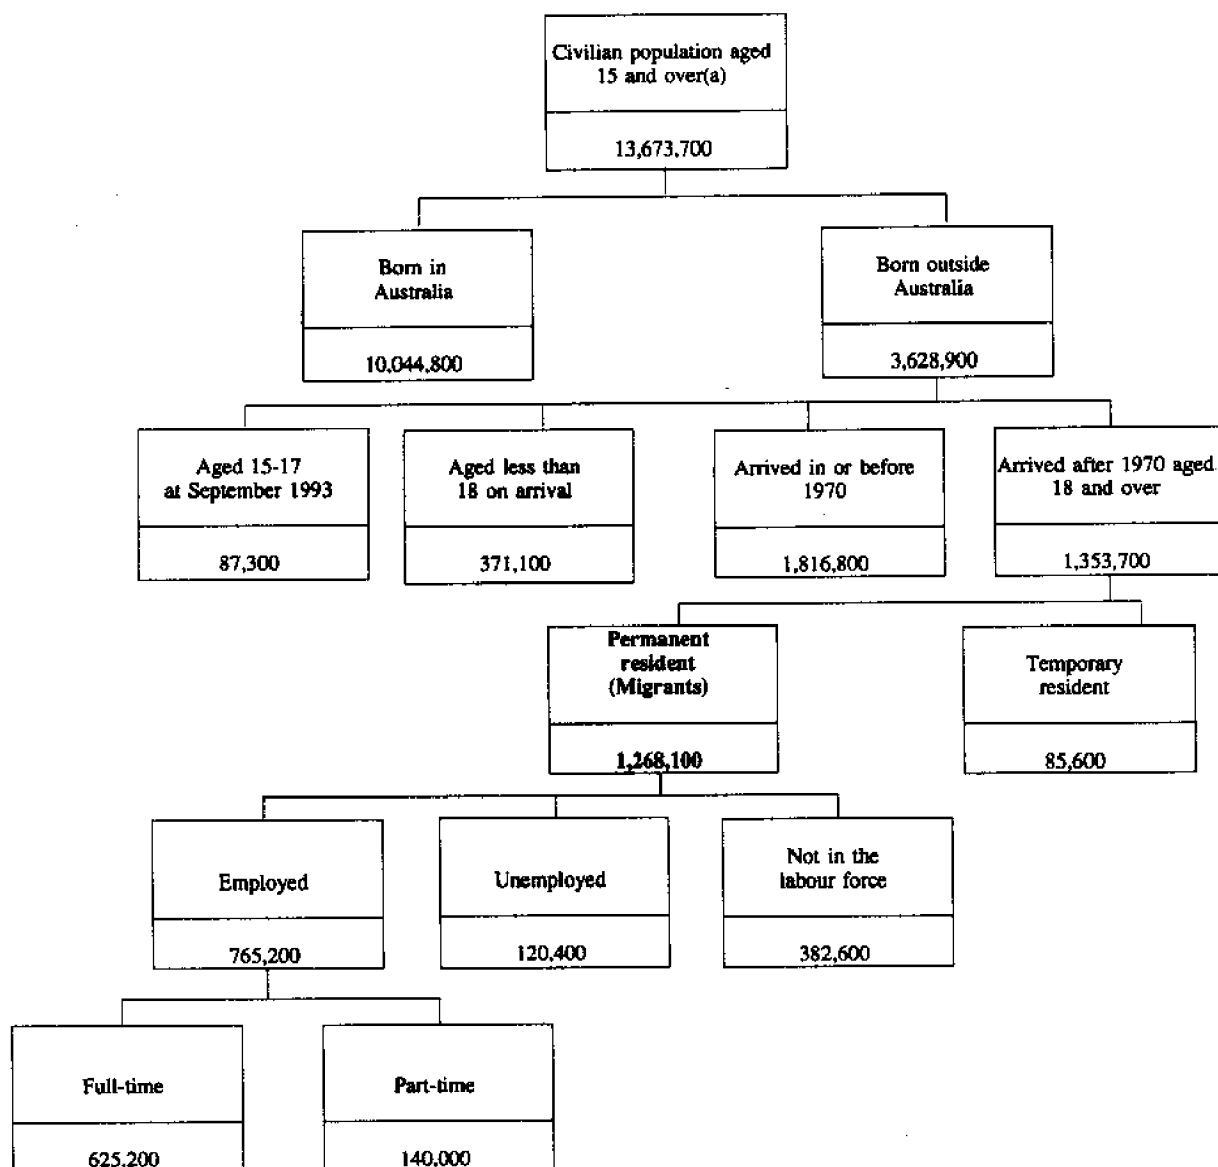 Civilian population aged
15 and over(a)
13,673,700
Born in
Australia
10,044,800
Born outside
Australia
3,628,900
Aged 15-17
at September 1993
87,300
Aged less than
18 on arrival
371,100
Arrived in or before
1970
1,816,800
Arrived after 1970 aged
18 and over
1,353,700
Permanent
resident
(Migrants)
1,268,100
Temporary
resident
85,600
Employed
765,200
Unemployed
120,400
Not in the
labour force
382,600
Full-time
625,200
Part-time
140,000